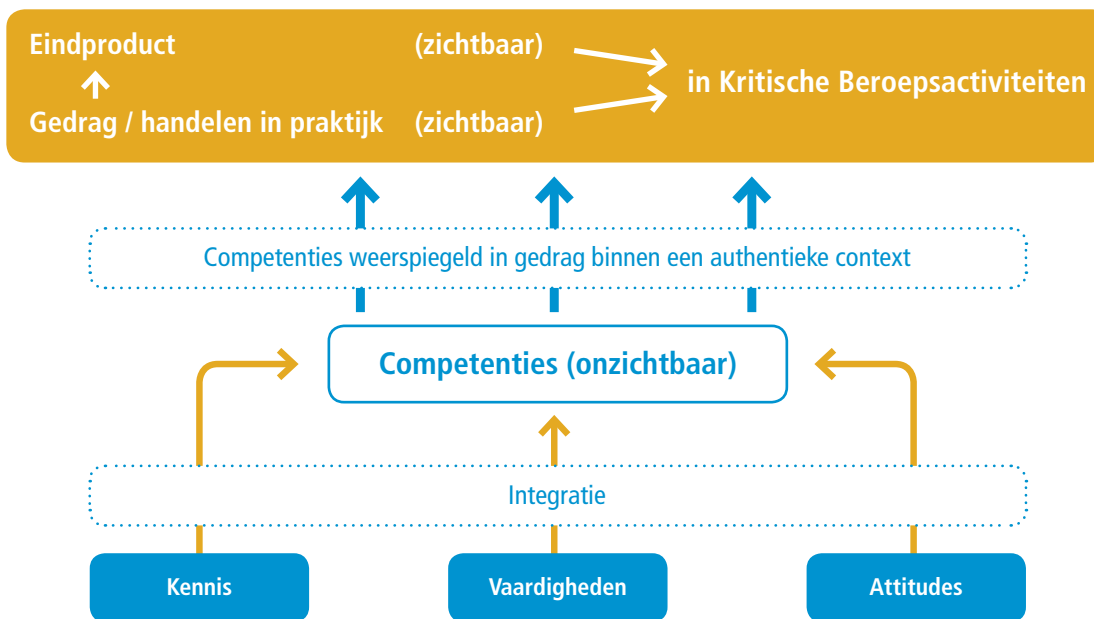 Eindproduct (zichtbaar)
in Kritische Beroepsactiviteiten
Gedrag / handelen in praktijk (zichtbaar)
Competenties weerspiegeld in gedrag binnen een authentieke context
Competenties (onzichtbaar)
Integratie
Kennis
Vaardigheden
Attitudes